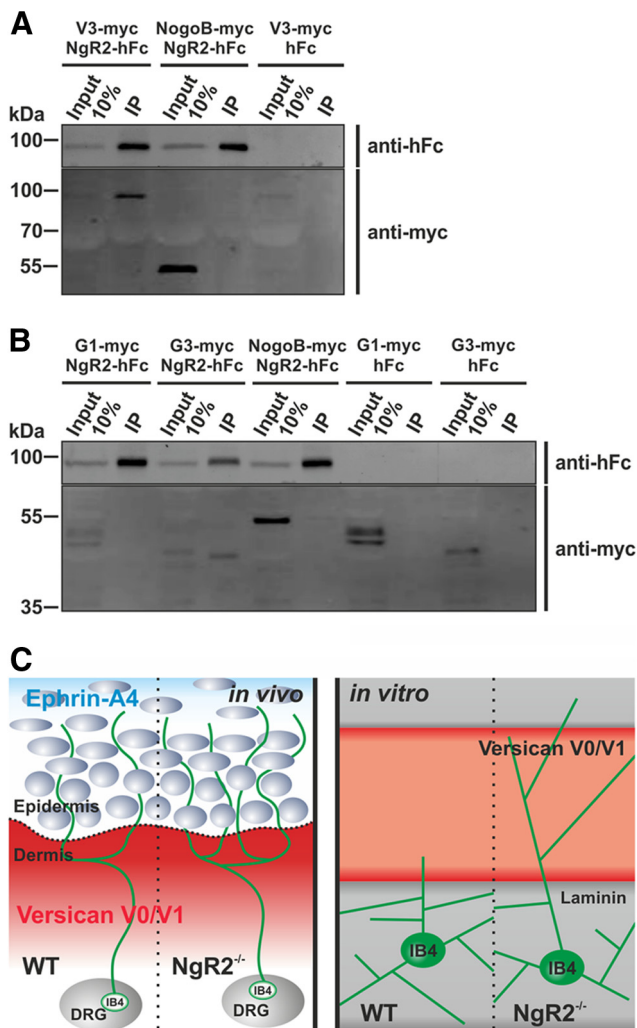 A
V3-myc NogoB-myc V3-myc
NgR2-hFc NgR2-hFc hFc
Input 10% IP Input 10% IP Input 10% IP
kDa
100
anti-hFc
100
70
55
anti-myc
B
G1-myc G3-myc NogoB-myc G1-myc G3-myc
NgR2-hFc NgR2-hFc NgR2-hFc hFc hFc
Input 10% IP Input 10% IP Input 10% IP Input 10% IP Input 10% IP
kDa
100
anti-hFc
55
anti-myc
35
C
Ephrin-A4
in vivo
Epidermis
Dermis
Versican V0/V1
WT
NgR2-/-
IB4
DRG
IB4
DRG
in vitro
Versican V0/V1
Laminin
IB4
IB4
WT
NgR2-/-